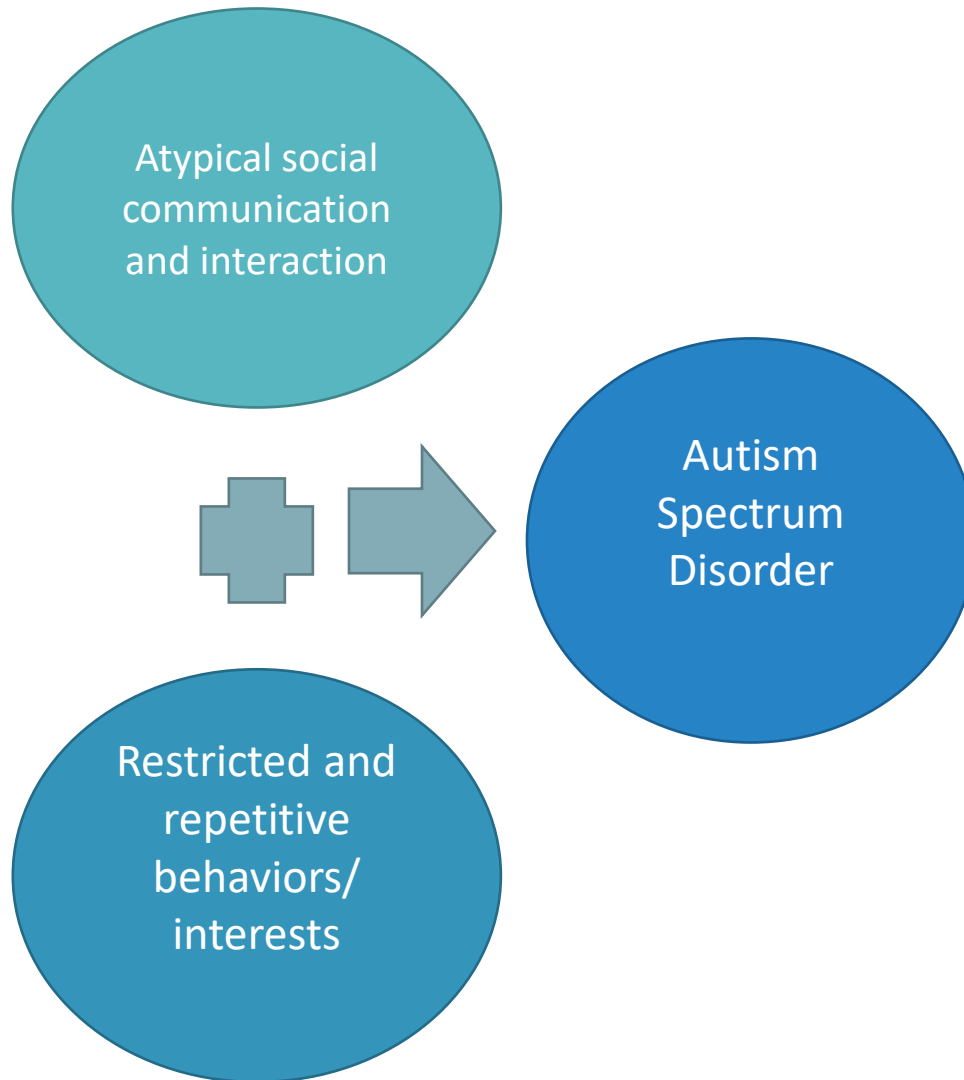 Atypical social
communication
and interaction
Autism
Spectrum
Disorder
Restricted and
repetitive
behaviors/
interests